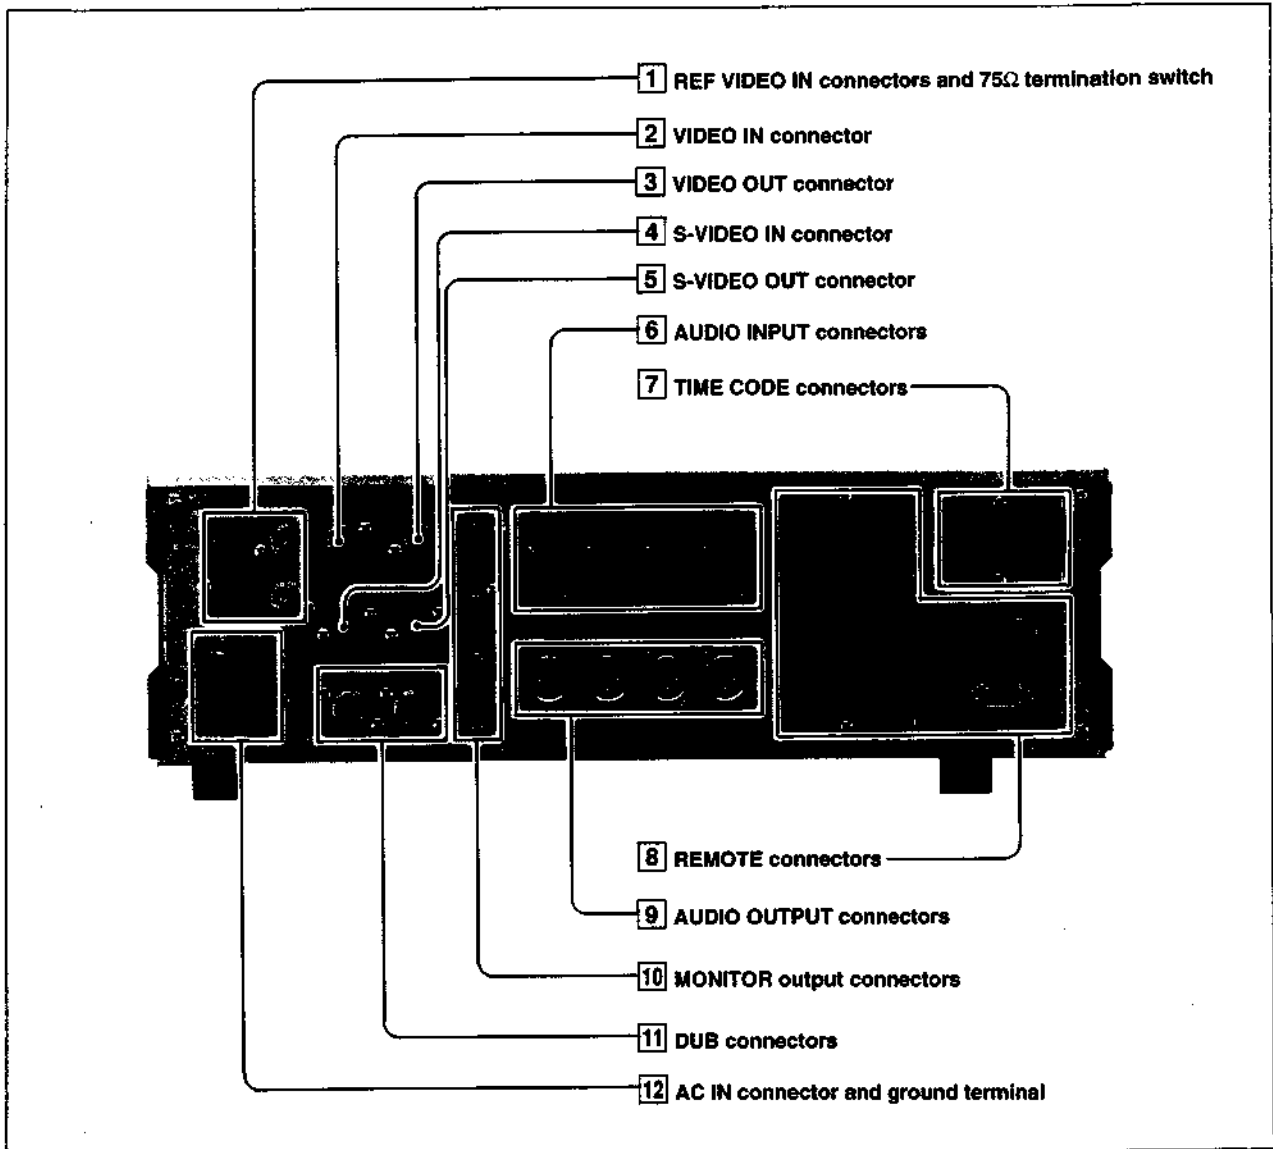 1 REF VIDEO IN connectors and 75Ω termination switch
2 VIDEO IN connector
3 VIDEO OUT connector
4 S-VIDEO IN connector
5 S-VIDEO OUT connector
6 AUDIO INPUT connectors
7 TIME CODE connectors
8 REMOTE connectors
9 AUDIO OUTPUT connectors
10 MONITOR output connectors
11 DUB connectors
12 AC IN connector and ground terminal